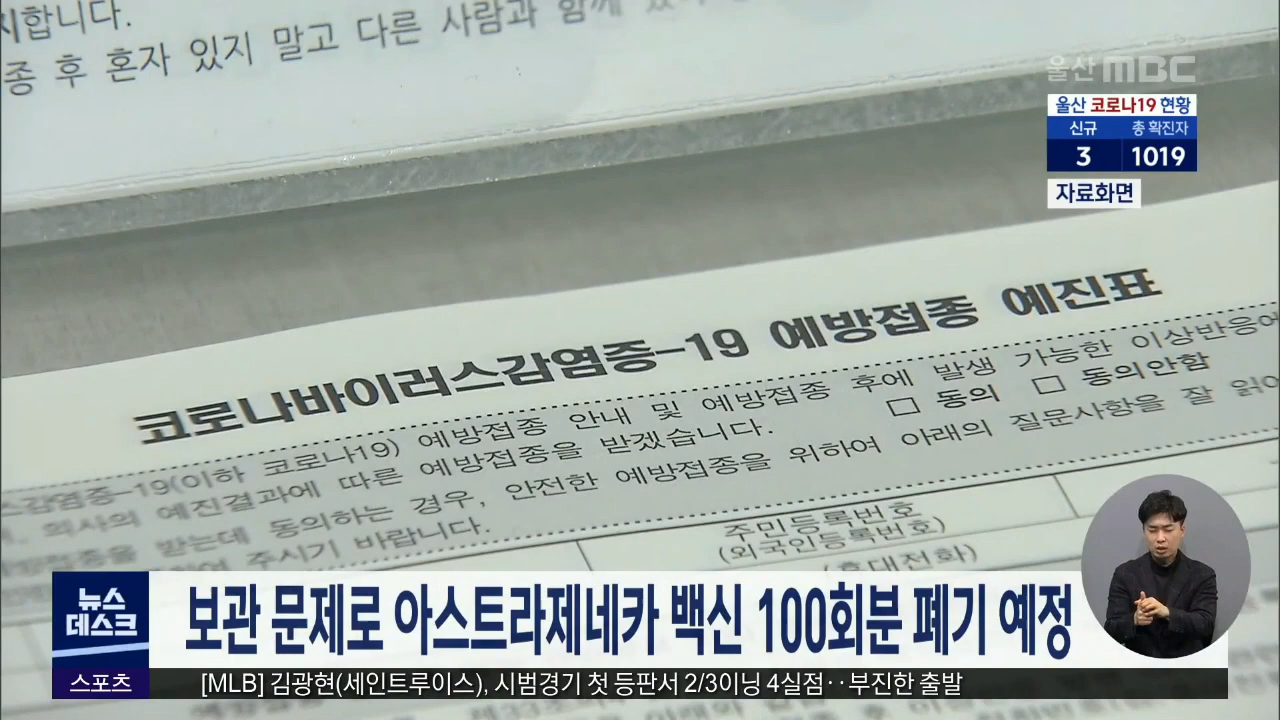 시합니다.
종 후 혼자 있지 말고 다른 사람과 함께
울산 MBC
울산 코로나19 현황
신규 총 확진자
3 1019
자료화면
코로나바이러스감염증-19 예방접종 예진표
스감염증-19(이하 코로나19) 예방접종 안내 및 예방접종 후에 발생 가능한 이상반응에
의사의 예진결과에 따른 예방접종을 받겠습니다. □ 동의 □ 동의안함
받는데 동의하는 경우, 안전한 예방접종을 위하여 아래의 질문사항을 잘 읽어
주시기 바랍니다.
주민등록번호
(외국인등록번호)
(휴대전화)
뉴스
데스크
보관 문제로 아스트라제네카 백신 100회분 폐기 예정
스포츠
[MLB] 김광현(세인트루이스), 시범경기 첫 등판서 2/3이닝 4실점‥부진한 출발